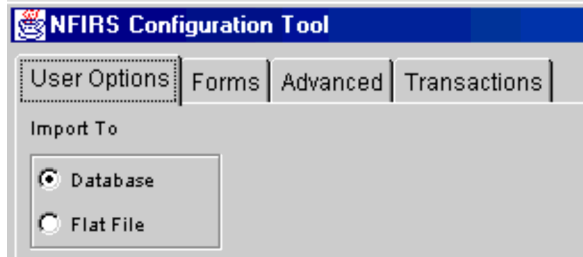 NFIRS Configuration Tool
User Options Forms Advanced Transactions
Import To
Database
Flat File